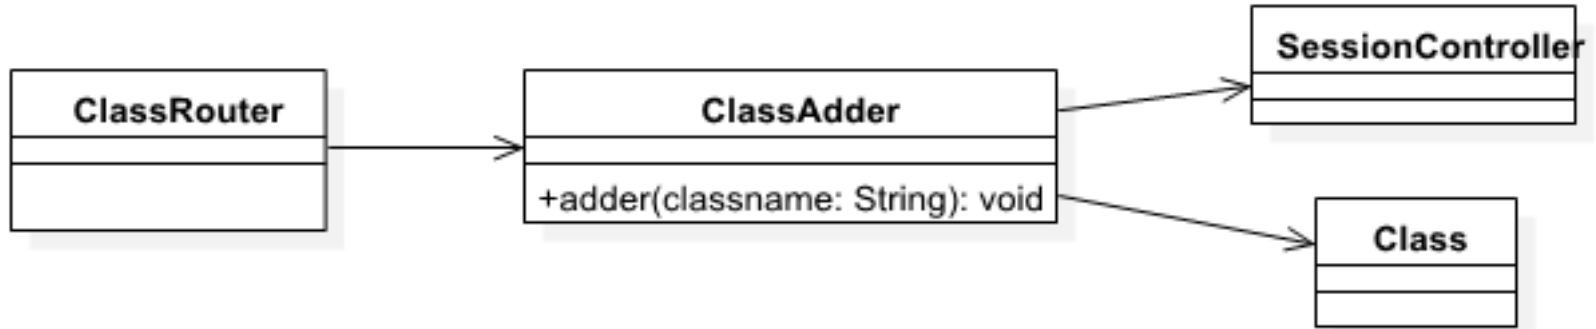 ClassRouter
ClassAdder
+adder(classname: String): void
SessionController
Class